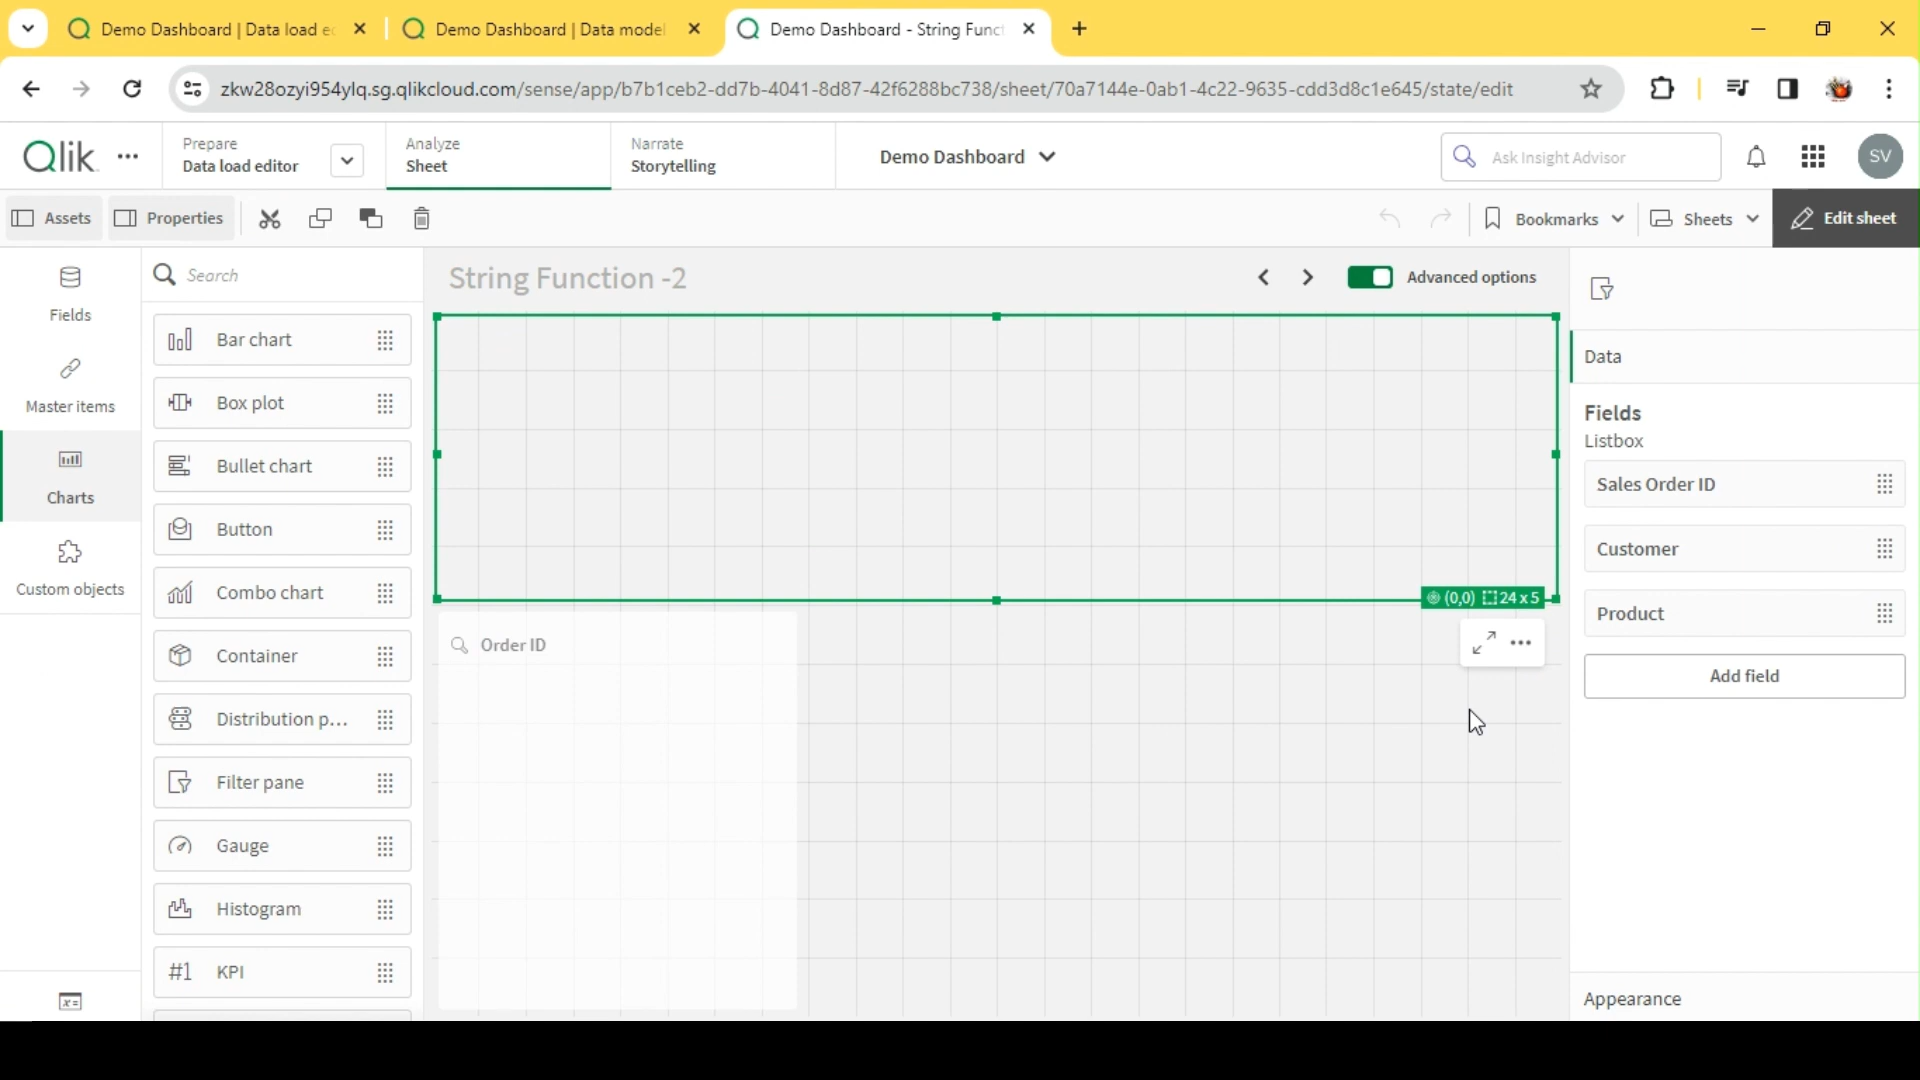 Demo Dashboard | Data load e
Demo Dashboard | Data model
Demo Dashboard - String Func
zkw28ozyi954ylq.sg.qlikcloud.com/sense/app/b7b1ceb2-dd7b-4041-8d87-42f6288bc738/sheet/70a7144e-0ab1-4c22-9635-cdd3d8c1e645/state/edit
Qlik
Prepare
Data load editor
Analyze
Sheet
Narrate
Storytelling
Demo Dashboard
Ask Insight Advisor
SV
Assets
Properties
Bookmarks
Sheets
Edit sheet
Fields
Master items
Charts
Custom objects
Search
Bar chart
Box plot
Bullet chart
Button
Combo chart
Container
Distribution p...
Filter pane
Gauge
Histogram
#1 KPI
String Function -2
Advanced options
(0,0) 24 x 5
Order ID
Data
Fields
Listbox
Sales Order ID
Customer
Product
Add field
Appearance